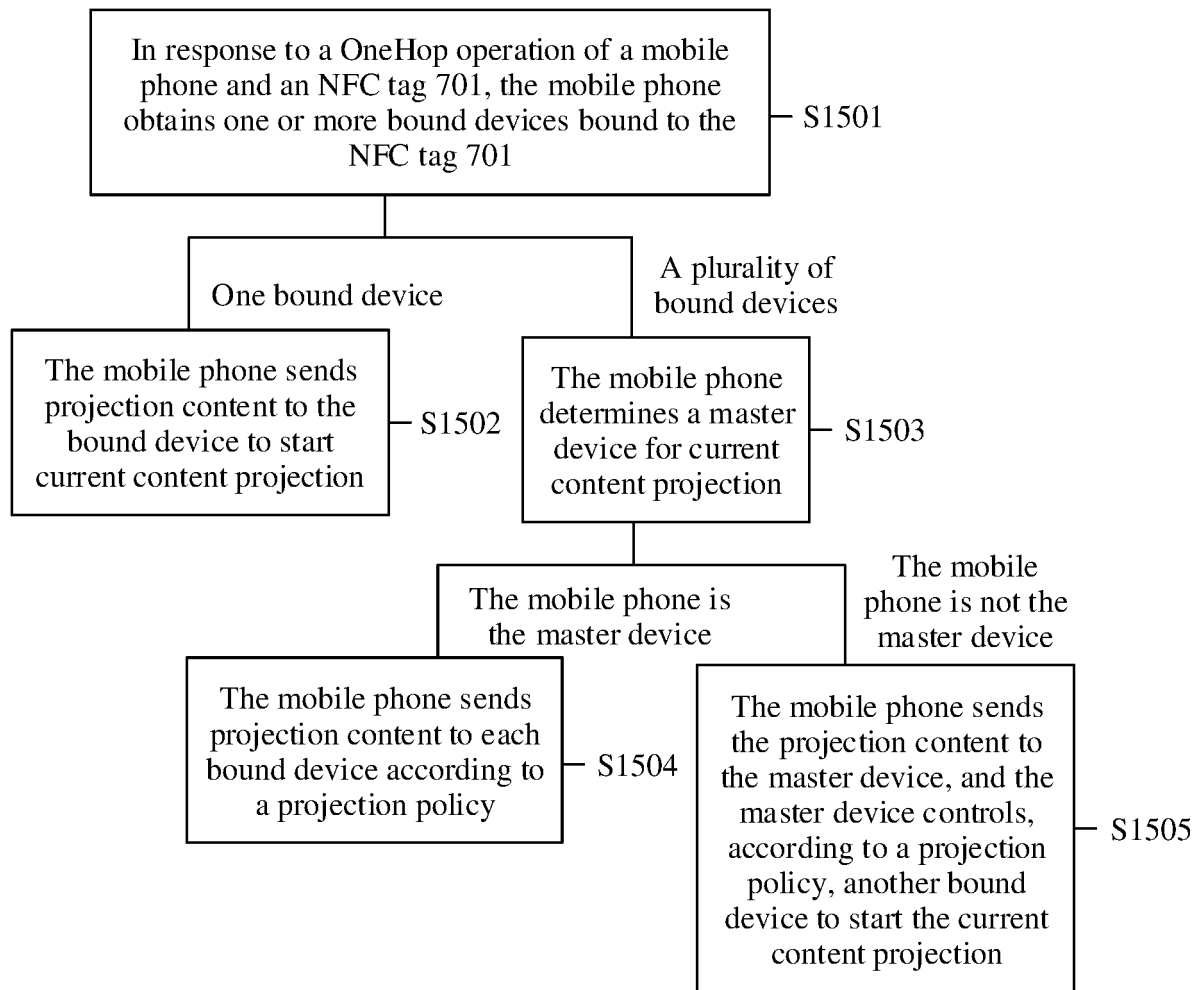 In response to a OneHop operation of a mobile
phone and an NFC tag 701, the mobile phone
obtains one or more bound devices bound to the
NFC tag 701
S1501
One bound device
A plurality of
bound devices
The mobile phone sends
projection content to the
bound device to start
current content projection
S1502
The mobile phone
determines a master
device for current
content projection
S1503
The mobile phone is
the master device
The mobile
phone is not the
master device
The mobile phone sends
projection content to each
bound device according to
a projection policy
S1504
The mobile phone sends
the projection content to
the master device, and the
master device controls,
according to a projection
policy, another bound
device to start the current
content projection
S1505